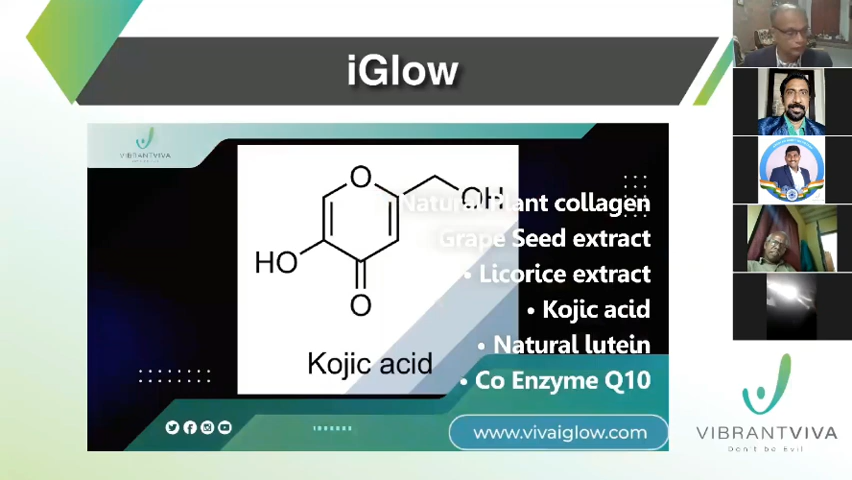 iGlow
VIBRANTVIVA
O
OH
HO
O
Kojic acid
Natural Plant collagen
Grape Seed extract
• Licorice extract
• Kojic acid
• Natural lutein
• Co Enzyme Q10
www.vivaiglow.com
VIBRANTVIVA
Don't be Evil